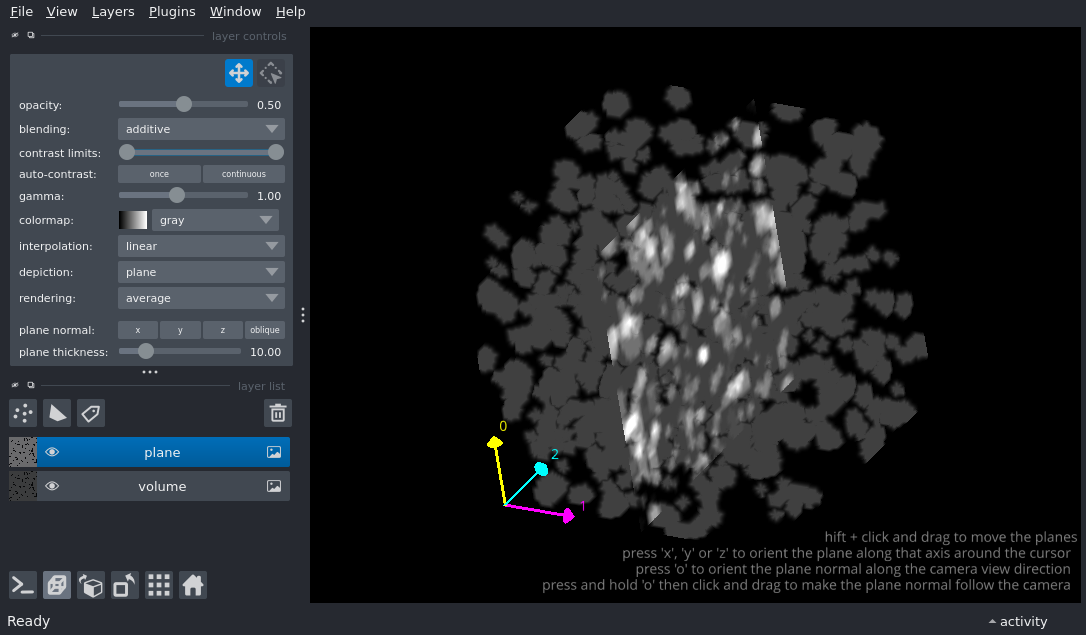 File View Layers Plugins Window Help
layer controls
opacity: 0.50
blending: additive
contrast limits:
auto-contrast: once continuous
gamma: 1.00
colormap: gray
interpolation: linear
depiction: plane
rendering: average
plane normal: x y z oblique
plane thickness: 10.00
layer list
plane
volume
0
2
1
hift + click and drag to move the planes
press 'x', 'y' or 'z' to orient the plane along that axis around the cursor
press 'o' to orient the plane normal along the camera view direction
press and hold 'o' then click and drag to make the plane normal follow the camera
Ready
activity